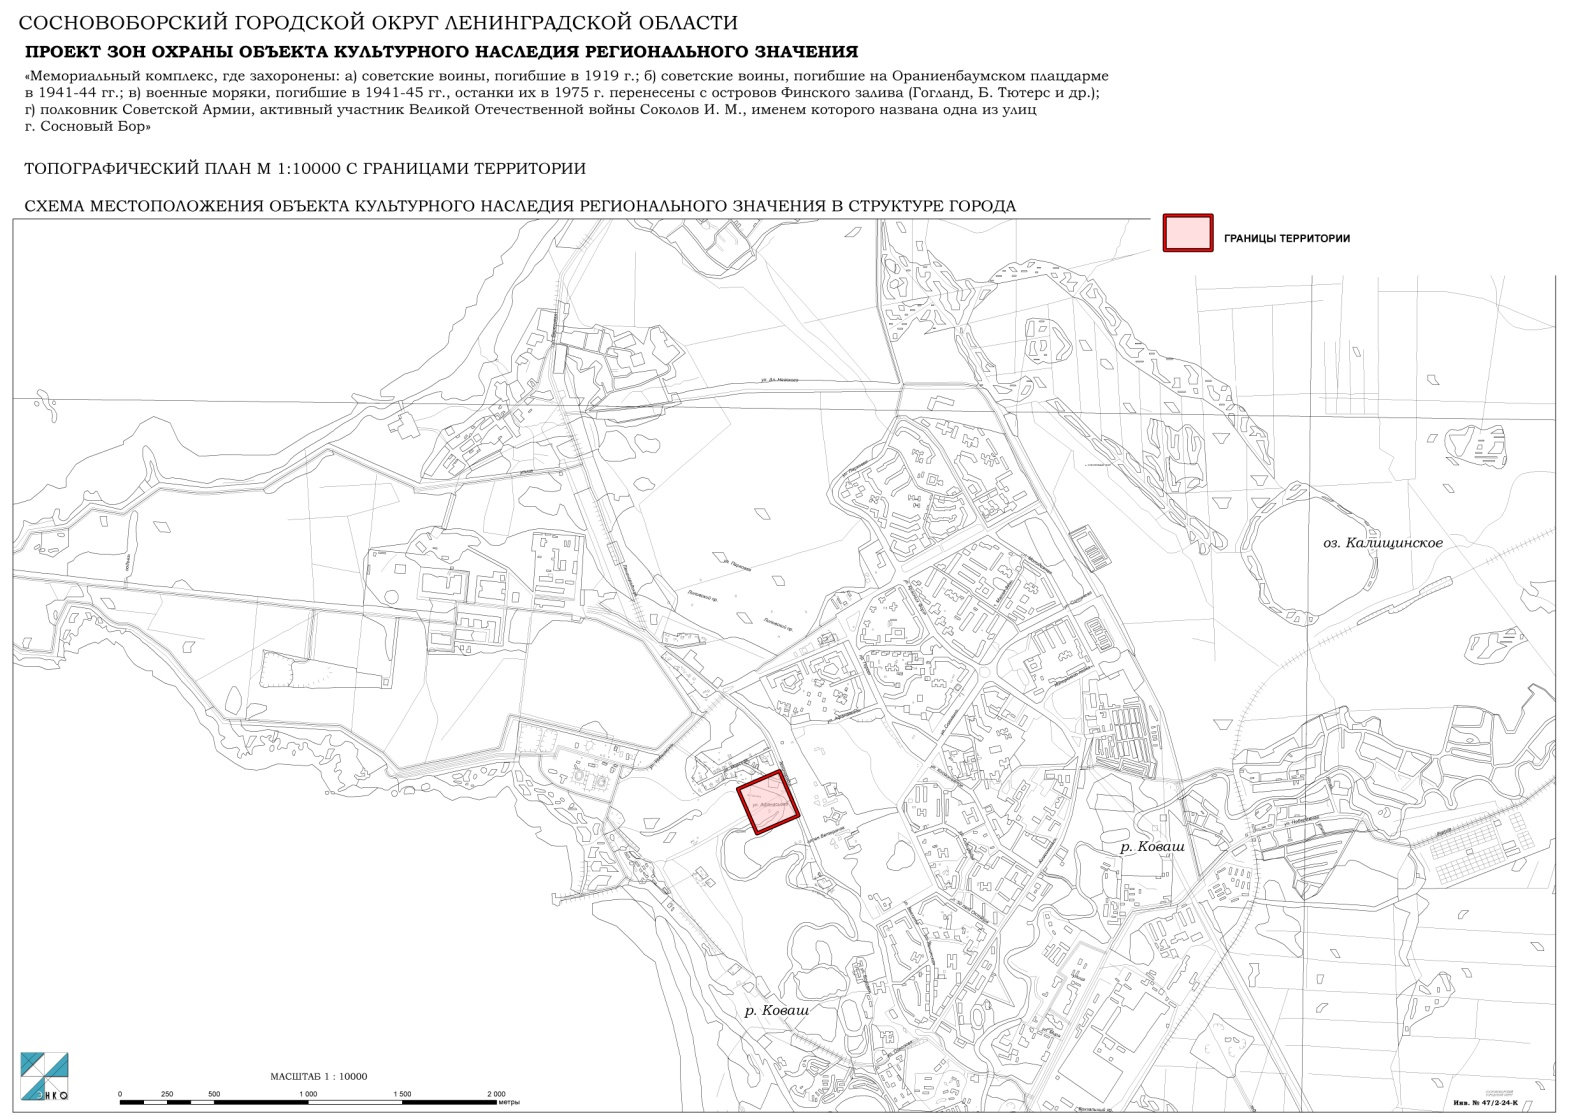 СОСНОВОБОРСКИЙ ГОРОДСКОЙ ОКРУГ ЛЕНИНГРАДСКОЙ ОБЛАСТИ
ПРОЕКТ ЗОН ОХРАНЫ ОБЪЕКТА КУЛЬТУРНОГО НАСЛЕДИЯ РЕГИОНАЛЬНОГО ЗНАЧЕНИЯ
«Мемориальный комплекс, где захоронены: а) советские воины, погибшие в 1919 г.; б) советские воины, погибшие на Ораниенбаумском плацдарме
в 1941-44 гг.; в) военные моряки, погибшие в 1941-45 гг., останки их в 1975 г. перенесены с островов Финского залива (Гогланд, Б. Тютерс и др.);
г) полковник Советской Армии, активный участник Великой Отечественной войны Соколов И. М., именем которого названа одна из улиц
г. Сосновый Бор»
ТОПОГРАФИЧЕСКИЙ ПЛАН М 1:10000 С ГРАНИЦАМИ ТЕРРИТОРИИ
СХЕМА МЕСТОПОЛОЖЕНИЯ ОБЪЕКТА КУЛЬТУРНОГО НАСЛЕДИЯ РЕГИОНАЛЬНОГО ЗНАЧЕНИЯ В СТРУКТУРЕ ГОРОДА
ГРАНИЦЫ ТЕРРИТОРИИ
оз. Калищинское
р. Коваш
р. Коваш
МАСШТАБ 1 : 10000
0 250 500 1 000 1 500 2 000
метры
ЭНКО
Инв. № 47/2-24-К